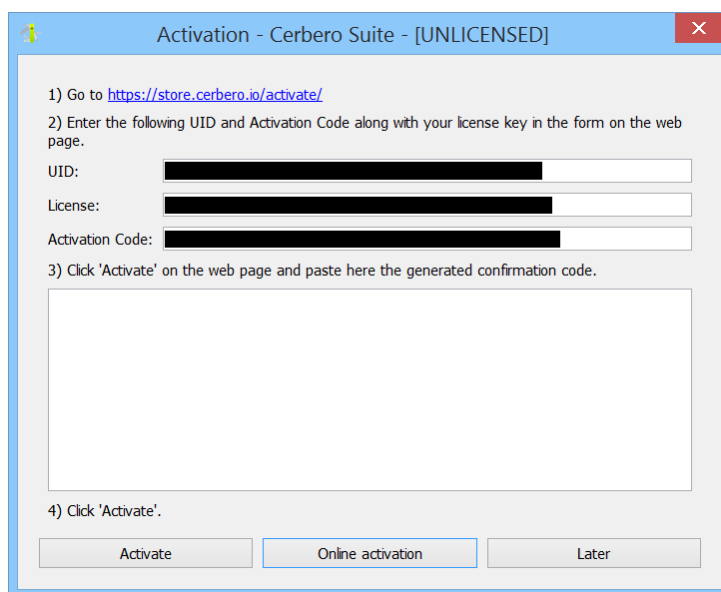 Activation - Cerbero Suite - [UNLICENSED]
1) Go to https://store.cerbero.io/activate/
2) Enter the following UID and Activation Code along with your license key in the form on the web
page.
UID:
License:
Activation Code:
3) Click 'Activate' on the web page and paste here the generated confirmation code.
4) Click 'Activate'.
Activate Online activation Later